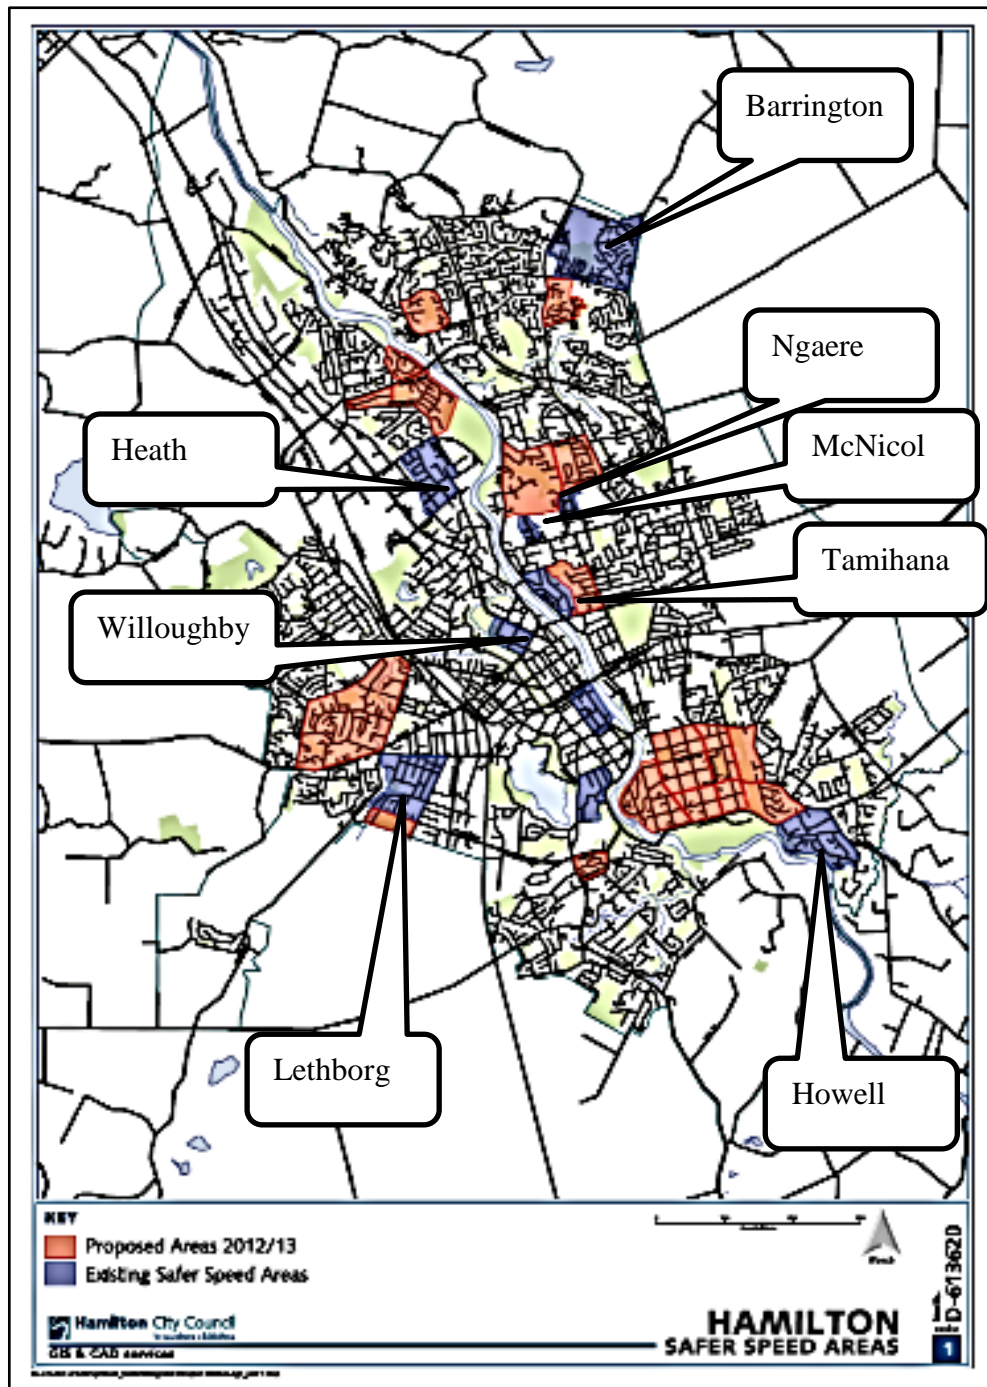 Barrington
Ngaere
McNicol
Heath
Tamihana
Willoughby
Lethborg
Howell
KEY
Proposed Areas 2012/13
Existing Safer Speed Areas
North
Hamilton City Council
GIS & CAD services
HAMILTON
SAFER SPEED AREAS
D-613620
1